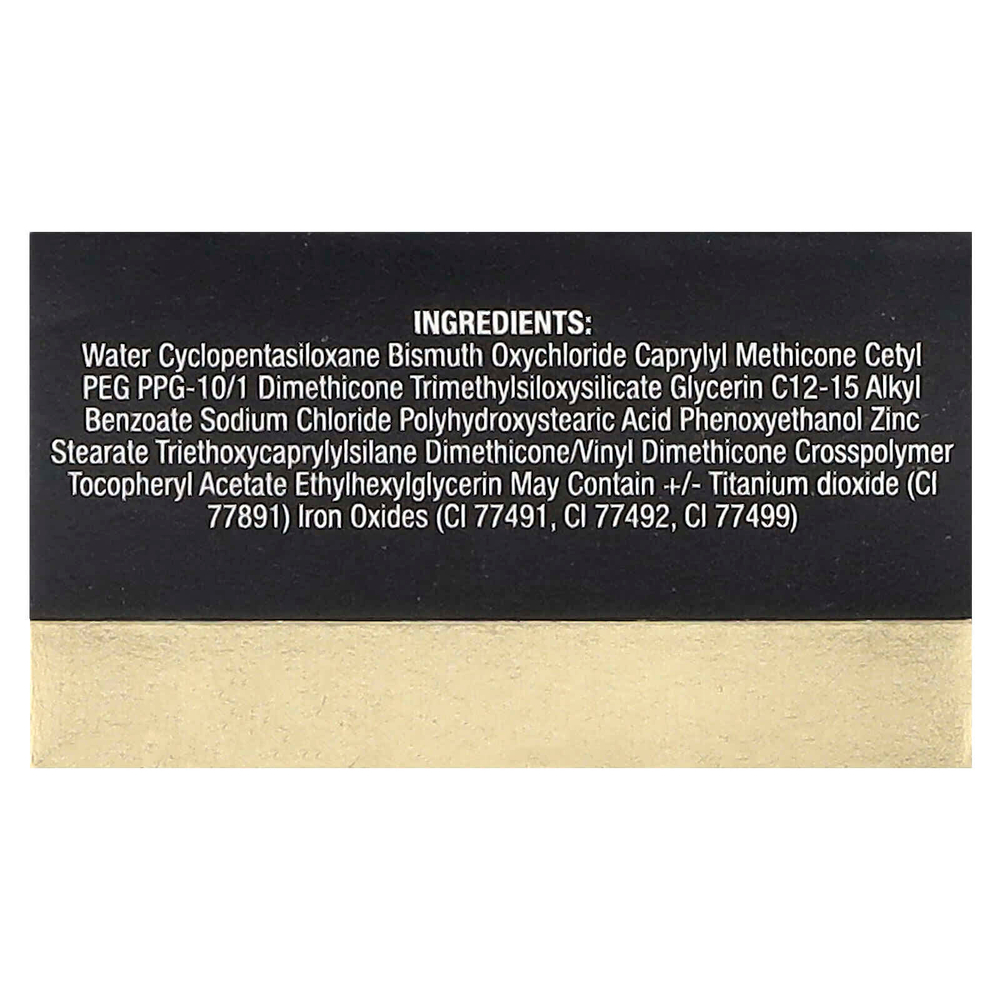 INGREDIENTS:
Water Cyclopentasiloxane Bismuth Oxychloride Caprylyl Methicone Cetyl
PEG PPG-10/1 Dimethicone Trimethylsiloxysilicate Glycerin C12-15 Alkyl
Benzoate Sodium Chloride Polyhydroxystearic Acid Phenoxyethanol Zinc
Stearate Triethoxycaprylylsilane Dimethicone/Vinyl Dimethicone Crosspolymer
Tocopheryl Acetate Ethylhexylglycerin May Contain +/- Titanium dioxide (CI
77891) Iron Oxides (CI 77491, CI 77492, CI 77499)